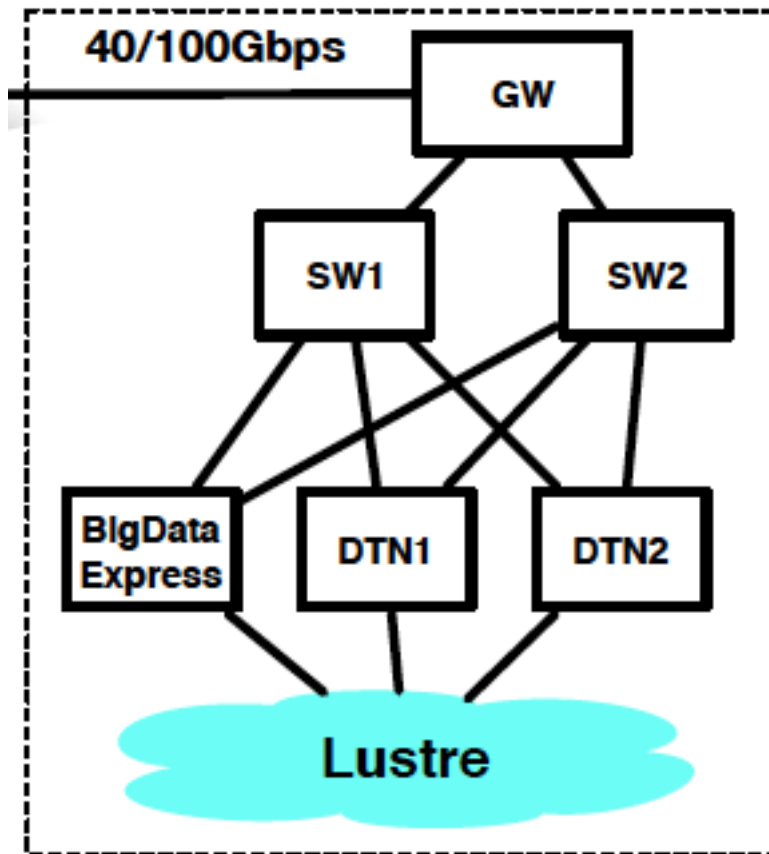 40/100Gbps
GW
SW1
SW2
BIgData
Express
DTN1
DTN2
Lustre